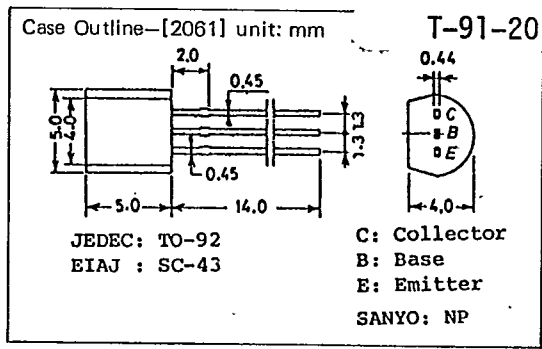 Case Outline—[2061] unit: mm
T-91-20
2.0
0.45
0.44
5.0
4.0
1.3
1.3
C
B
E
0.45
5.0
14.0
4.0
JEDEC: TO-92
EIAJ : SC-43
C: Collector
B: Base
E: Emitter
SANYO: NP